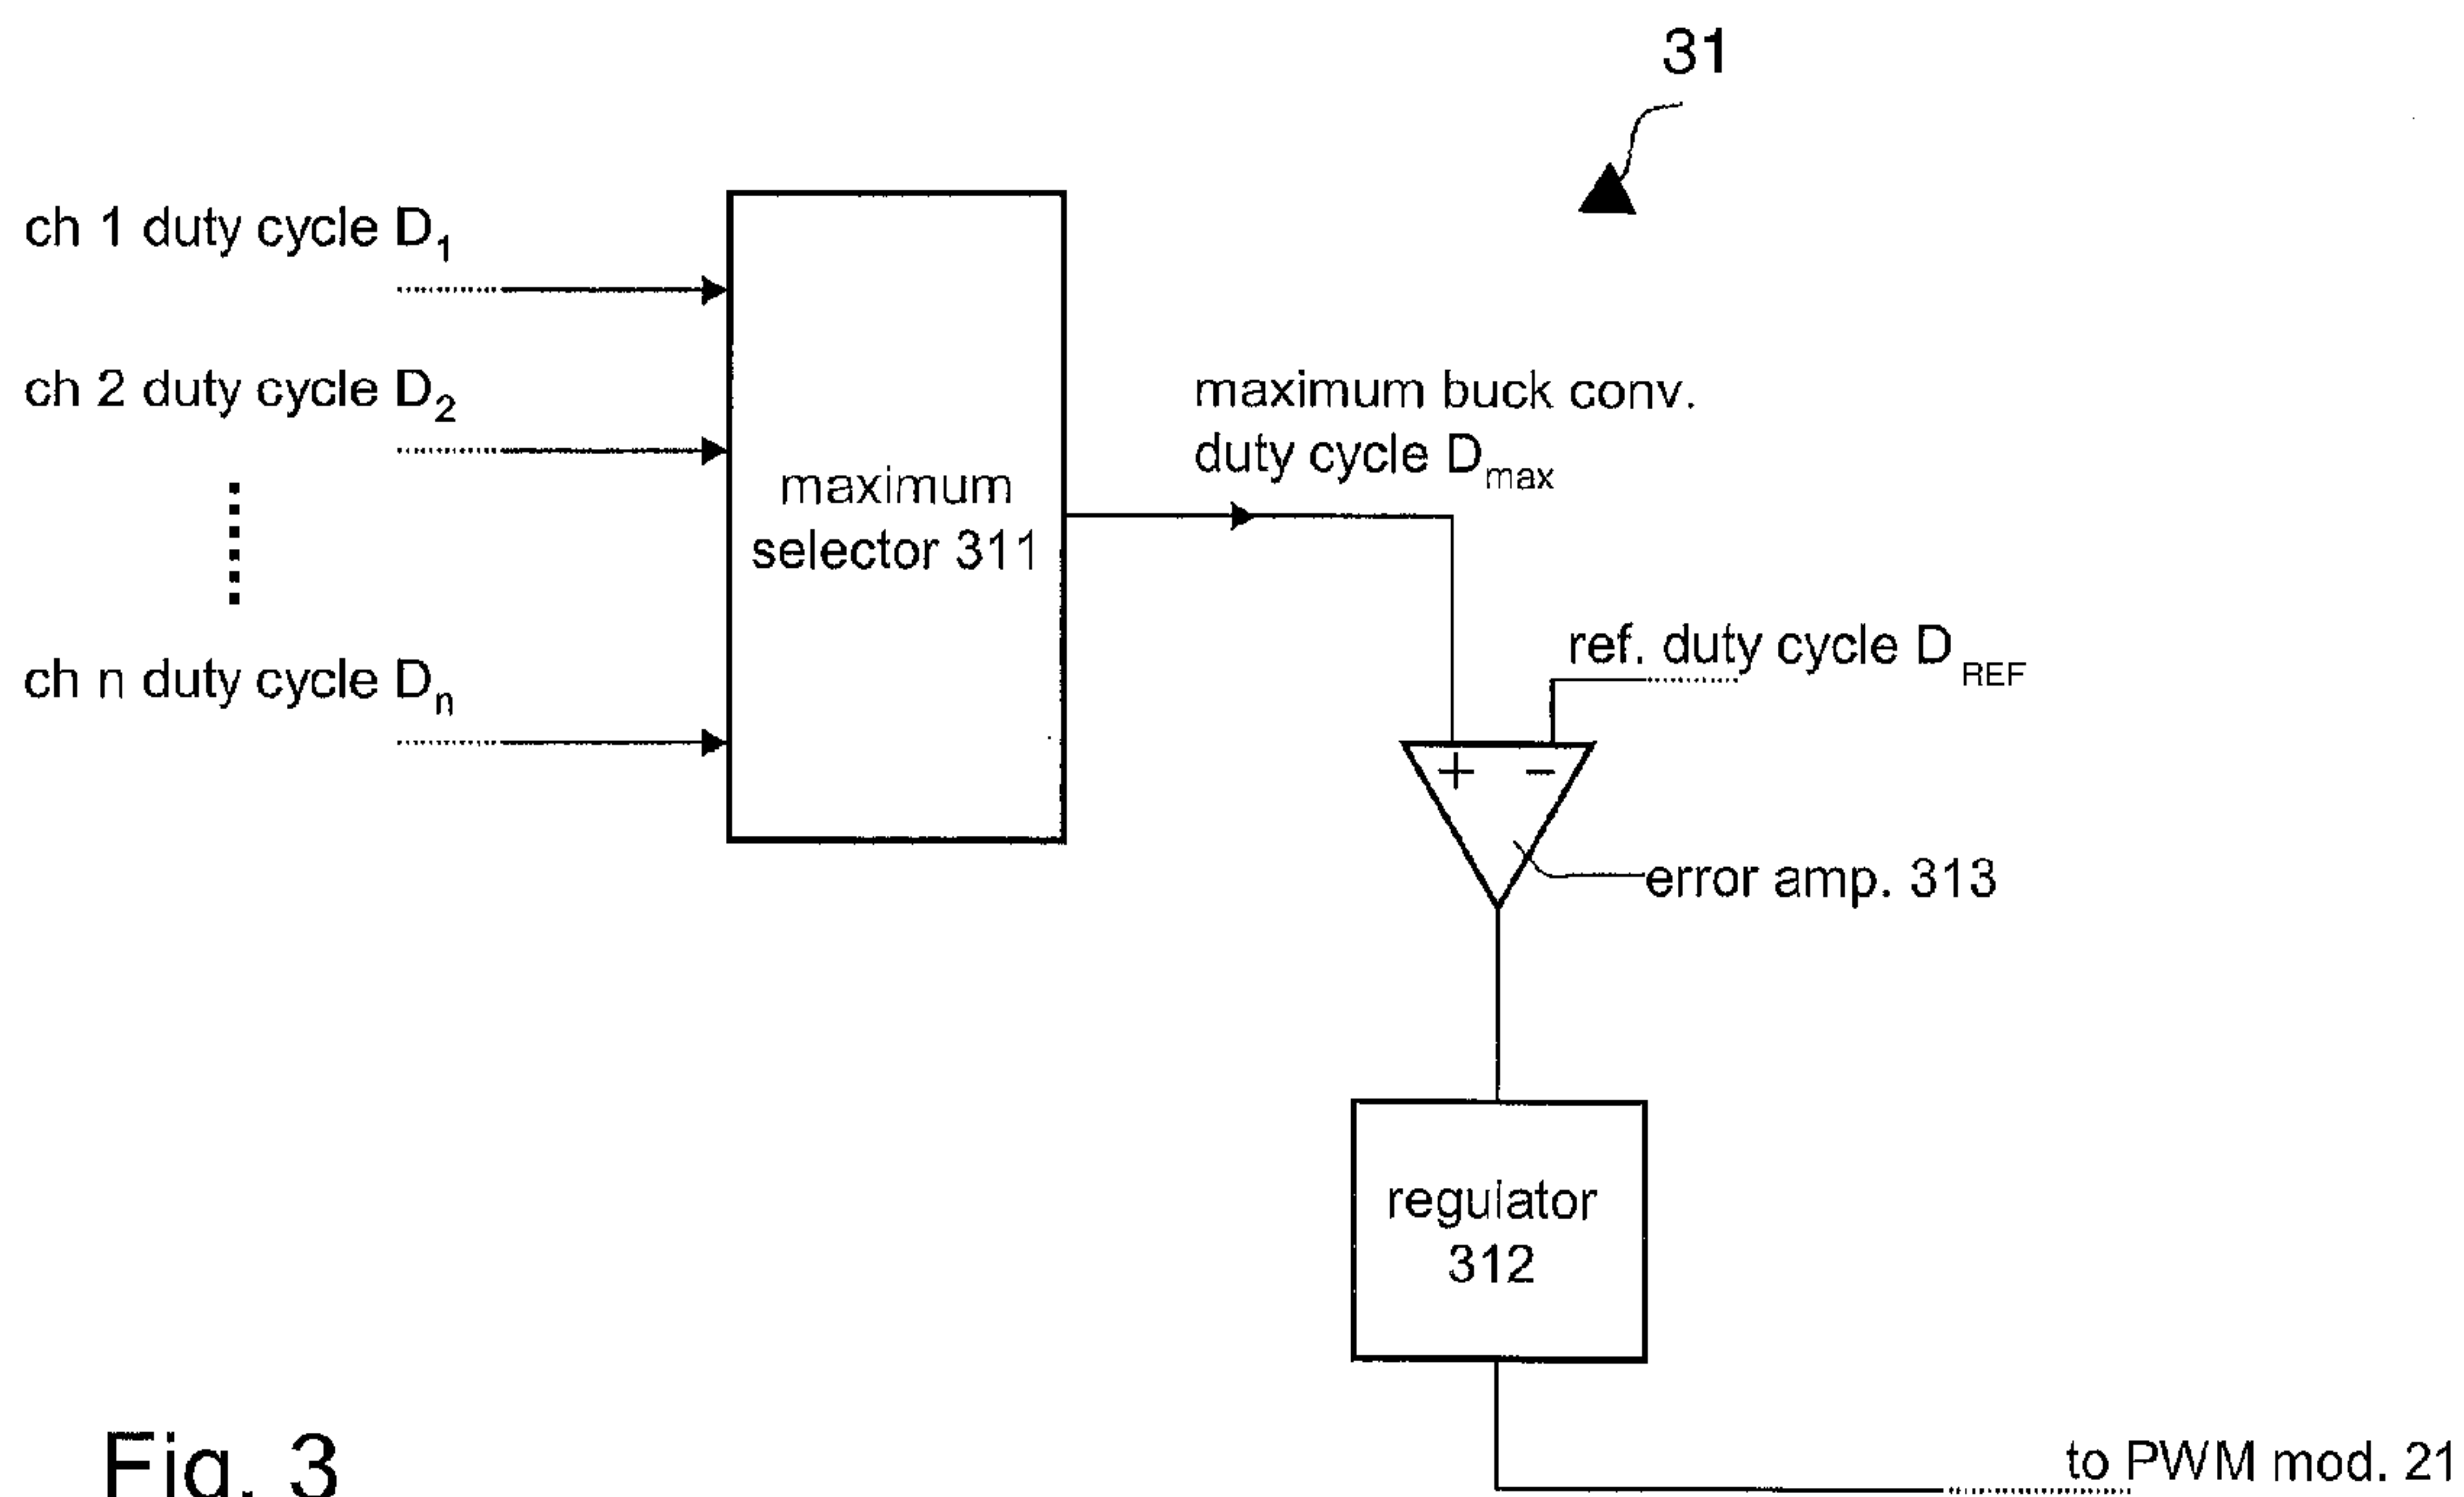 31
ch 1 duty cycle D1
ch 2 duty cycle D2
maximum buck conv.
duty cycle Dmax
maximum
selector 311
ch n duty cycle Dn
ref. duty cycle D REF
+ −
error amp. 313
regulator
312
to PWM mod. 21
Fig. 3